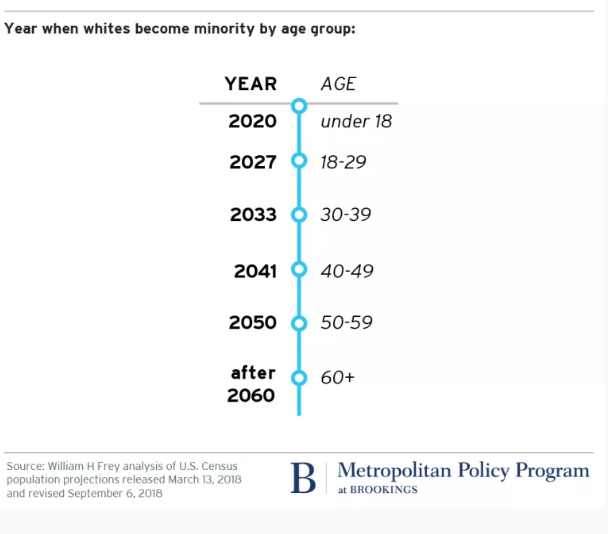 Year when whites become minority by age group:
YEAR AGE
2020 under 18
2027 18-29
2033 30-39
2041 40-49
2050 50-59
after
2060 60+
Source: William H Frey analysis of U.S. Census
population projections released March 13, 2018
and revised September 6, 2018
B Metropolitan Policy Program
at BROOKINGS